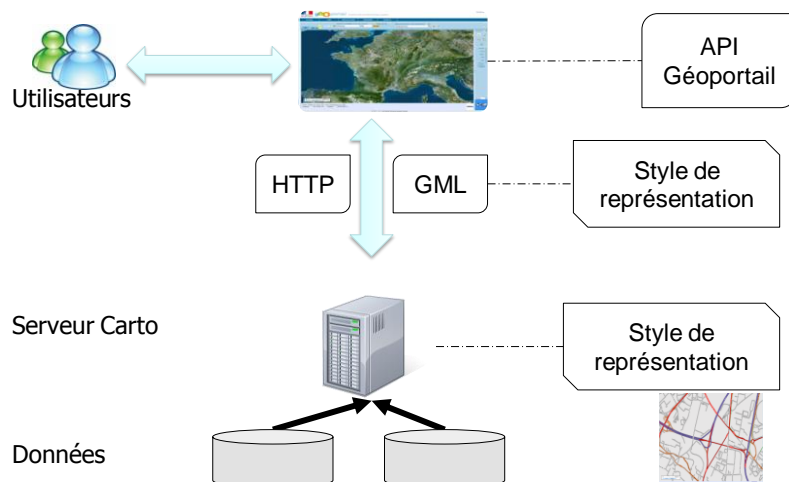 Utilisateurs
API
Géoportail
HTTP
GML
Style de
représentation
Serveur Carto
Style de
représentation
Données